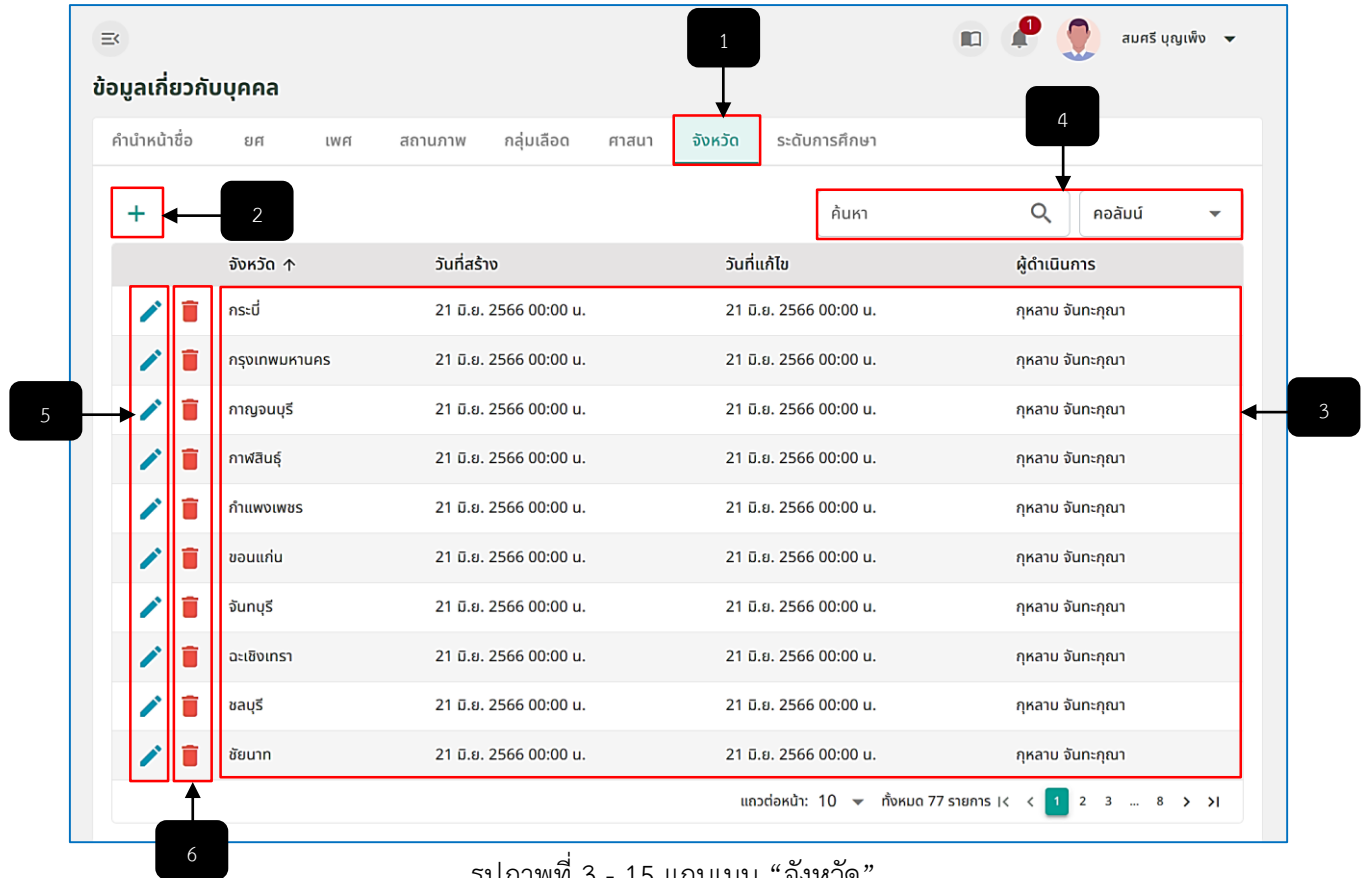 1
1
สมศรี บุญเพ็ง
ข้อมูลเกี่ยวกับบุคคล
4
คำนำหน้าชื่อ ยศ เพศ สถานภาพ กลุ่มเลือด ศาสนา จังหวัด ระดับการศึกษา
+ 2 ค้นหา คอลัมน์
จังหวัด ↑ วันที่สร้าง วันที่แก้ไข ผู้ดำเนินการ
กระบี่ 21 มิ.ย. 2566 00:00 น. 21 มิ.ย. 2566 00:00 น. กุหลาบ จันทะกุณา
กรุงเทพมหานคร 21 มิ.ย. 2566 00:00 น. 21 มิ.ย. 2566 00:00 น. กุหลาบ จันทะกุณา
5 กาญจนบุรี 21 มิ.ย. 2566 00:00 น. 21 มิ.ย. 2566 00:00 น. กุหลาบ จันทะกุณา 3
กาฬสินธุ์ 21 มิ.ย. 2566 00:00 น. 21 มิ.ย. 2566 00:00 น. กุหลาบ จันทะกุณา
กำแพงเพชร 21 มิ.ย. 2566 00:00 น. 21 มิ.ย. 2566 00:00 น. กุหลาบ จันทะกุณา
ขอนแก่น 21 มิ.ย. 2566 00:00 น. 21 มิ.ย. 2566 00:00 น. กุหลาบ จันทะกุณา
จันทบุรี 21 มิ.ย. 2566 00:00 น. 21 มิ.ย. 2566 00:00 น. กุหลาบ จันทะกุณา
ฉะเชิงเทรา 21 มิ.ย. 2566 00:00 น. 21 มิ.ย. 2566 00:00 น. กุหลาบ จันทะกุณา
ชลบุรี 21 มิ.ย. 2566 00:00 น. 21 มิ.ย. 2566 00:00 น. กุหลาบ จันทะกุณา
ชัยนาท 21 มิ.ย. 2566 00:00 น. 21 มิ.ย. 2566 00:00 น. กุหลาบ จันทะกุณา
แถวต่อหน้า: 10 ทั้งหมด 77 รายการ |< < 1 2 3 ... 8 > >|
6
รูปภาพที่ 3 - 15 แถบเมนู “จังหวัด”